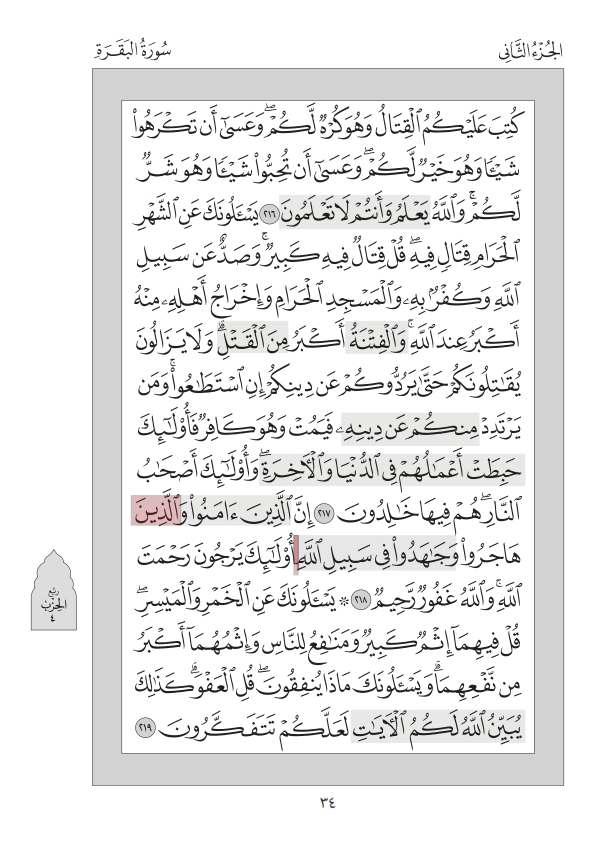 الجُزْءُ الثَّانِي
سُورَةُ البَقَرَةِ
كُتِبَ عَلَيْكُمُ ٱلْقِتَالُ وَهُوَ كُرْهٌ لَّكُمْ ۖ وَعَسَىٰٓ أَن تَكْرَهُوا۟
شَيْـًٔا وَهُوَ خَيْرٌ لَّكُمْ ۖ وَعَسَىٰٓ أَن تُحِبُّوا۟ شَيْـًٔا وَهُوَ شَرٌّ
لَّكُمْ ۗ وَٱللَّهُ يَعْلَمُ وَأَنتُمْ لَا تَعْلَمُونَ ٢١٦ يَسْـَٔلُونَكَ عَنِ ٱلشَّهْرِ
ٱلْحَرَامِ قِتَالٍ فِيهِ ۖ قُلْ قِتَالٌ فِيهِ كَبِيرٌ ۖ وَصَدٌّ عَن سَبِيلِ
ٱللَّهِ وَكُفْرٌۢ بِهِۦ وَٱلْمَسْجِدِ ٱلْحَرَامِ وَإِخْرَاجُ أَهْلِهِۦ مِنْهُ
أَكْبَرُ عِندَ ٱللَّهِ ۚ وَٱلْفِتْنَةُ أَكْبَرُ مِنَ ٱلْقَتْلِ ۗ وَلَا يَزَالُونَ
يُقَـٰتِلُونَكُمْ حَتَّىٰ يَرُدُّوكُمْ عَن دِينِكُمْ إِنِ ٱسْتَطَـٰعُوا۟ ۚ وَمَن
يَرْتَدِدْ مِنكُمْ عَن دِينِهِۦ فَيَمُتْ وَهُوَ كَافِرٌ فَأُو۟لَـٰٓئِكَ
حَبِطَتْ أَعْمَـٰلُهُمْ فِى ٱلدُّنْيَا وَٱلْـَٔاخِرَةِ ۖ وَأُو۟لَـٰٓئِكَ أَصْحَـٰبُ
ٱلنَّارِ ۖ هُمْ فِيهَا خَـٰلِدُونَ ٢١٧ إِنَّ ٱلَّذِينَ ءَامَنُوا۟ وَٱلَّذِينَ
هَاجَرُوا۟ وَجَـٰهَدُوا۟ فِى سَبِيلِ ٱللَّهِ أُو۟لَـٰٓئِكَ يَرْجُونَ رَحْمَتَ
ٱللَّهِ ۚ وَٱللَّهُ غَفُورٌ رَّحِيمٌ ٢١٨ ۞ يَسْـَٔلُونَكَ عَنِ ٱلْخَمْرِ وَٱلْمَيْسِرِ ۖ
قُلْ فِيهِمَآ إِثْمٌ كَبِيرٌ وَمَنَـٰفِعُ لِلنَّاسِ وَإِثْمُهُمَآ أَكْبَرُ
مِن نَّفْعِهِمَا ۗ وَيَسْـَٔلُونَكَ مَاذَا يُنفِقُونَ ۖ قُلِ ٱلْعَفْوَ ۗ كَذَٰلِكَ
يُبَيِّنُ ٱللَّهُ لَكُمُ ٱلْـَٔايَـٰتِ لَعَلَّكُمْ تَتَفَكَّرُونَ ٢١٩
ربع
الحزب
٤
٣٤